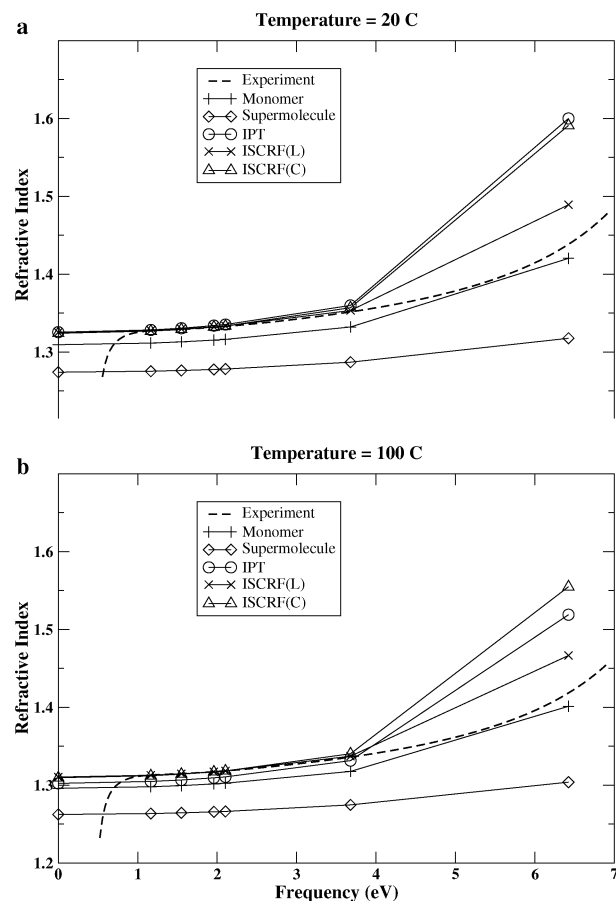 a
Temperature = 20 C
Refractive Index
1.6
1.5
1.4
1.3
Experiment
Monomer
Supermolecule
IPT
ISCRF(L)
ISCRF(C)
b
Temperature = 100 C
Refractive Index
1.6
1.5
1.4
1.3
1.2
Experiment
Monomer
Supermolecule
IPT
ISCRF(L)
ISCRF(C)
0 1 2 3 4 5 6 7
Frequency (eV)